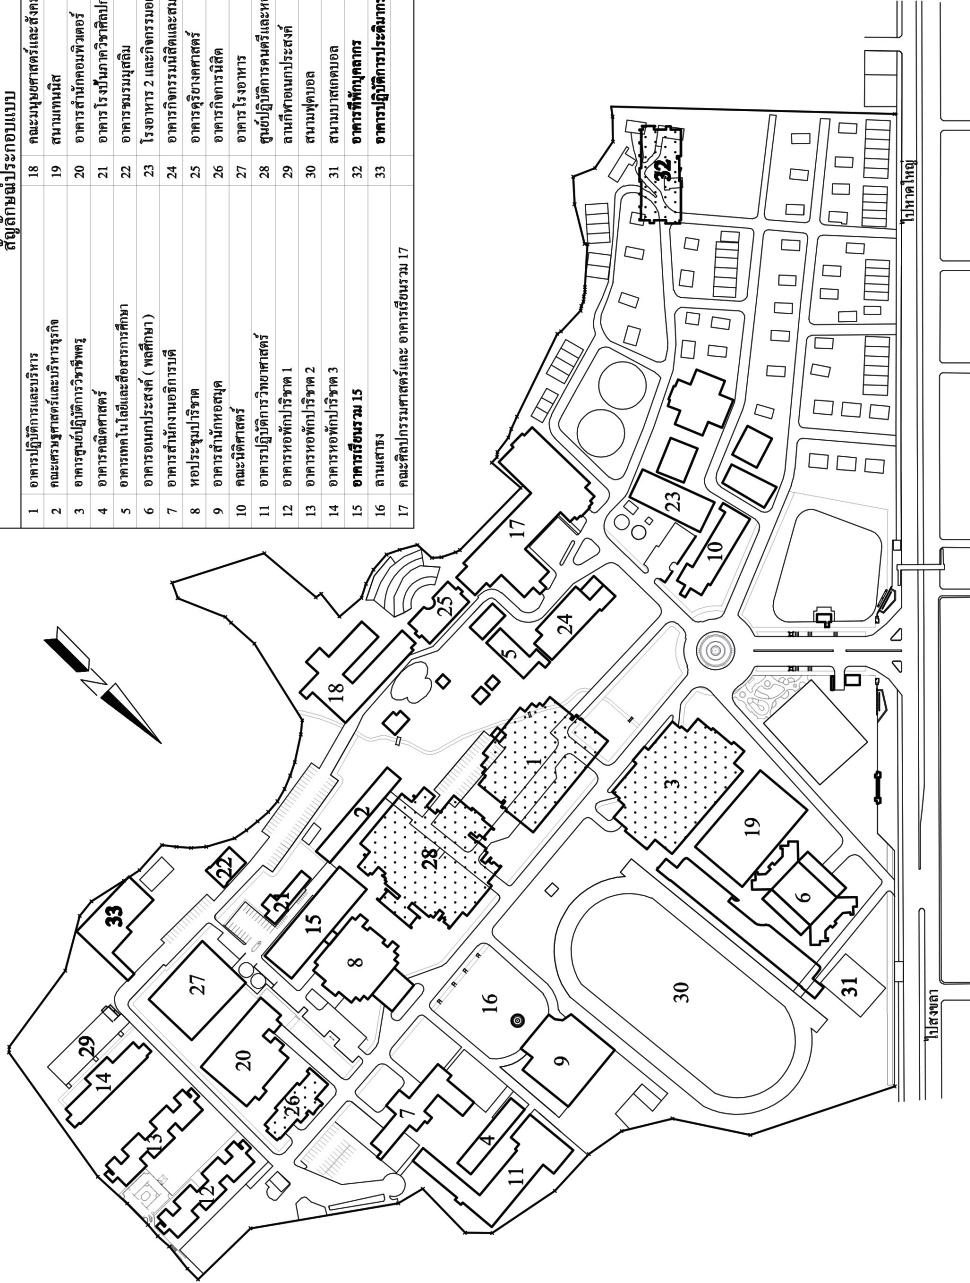 สัญลักษณ์ประกอบแบบ
1 อาคารปฏิบัติการและบริหาร
2 คณะเศรษฐศาสตร์และบริหารธุรกิจ
3 อาคารศูนย์ปฏิบัติการวิชาชีพครู
4 อาคารคณิตศาสตร์
5 อาคารเทคโนโลยีและสื่อสารการศึกษา
6 อาคารอเนกประสงค์ ( พลศึกษา )
7 อาคารสำนักงานอธิการบดี
8 หอประชุมปาริชาต
9 อาคารสำนักหอสมุด
10 คณะนิติศาสตร์
11 อาคารปฏิบัติการวิทยาศาสตร์
12 อาคารหอพักปาริชาต 1
13 อาคารหอพักปาริชาต 2
14 อาคารหอพักปาริชาต 3
15 อาคารเรียนรวม 15
16 ลานเสาธง
17 คณะศิลปกรรมศาสตร์และ อาคารเรียนรวม 17
18 คณะมนุษยศาสตร์และสังคม
19 สนามเทนนิส
20 อาคารสำนักคอมพิวเตอร์
21 อาคารโรงปั้นภาควิชาศิลปก
22 อาคารชมรมมุสลิม
23 โรงอาหาร 2 และกิจกรรม
24 อาคารกิจกรรมนิสิตและสม
25 อาคารดุริยางคศาสตร์
26 อาคารกิจการนิสิต
27 อาคารโรงอาหาร
28 ศูนย์ปฏิบัติการดนตรีและ
29 ลานกีฬาอเนกประสงค์
30 สนามฟุตบอล
31 สนามบาสเกตบอล
32 อาคารที่พักบุคลากร
33 อาคารปฏิบัติการประติมากร
N
32
17
23
10
25
24
5
18
1
3
2
28
19
6
22
21
15
33
8
27
16
30
31
29
20
14
9
26
7
13
4
11
12
ไปหาดใหญ่
ไปสงขลา